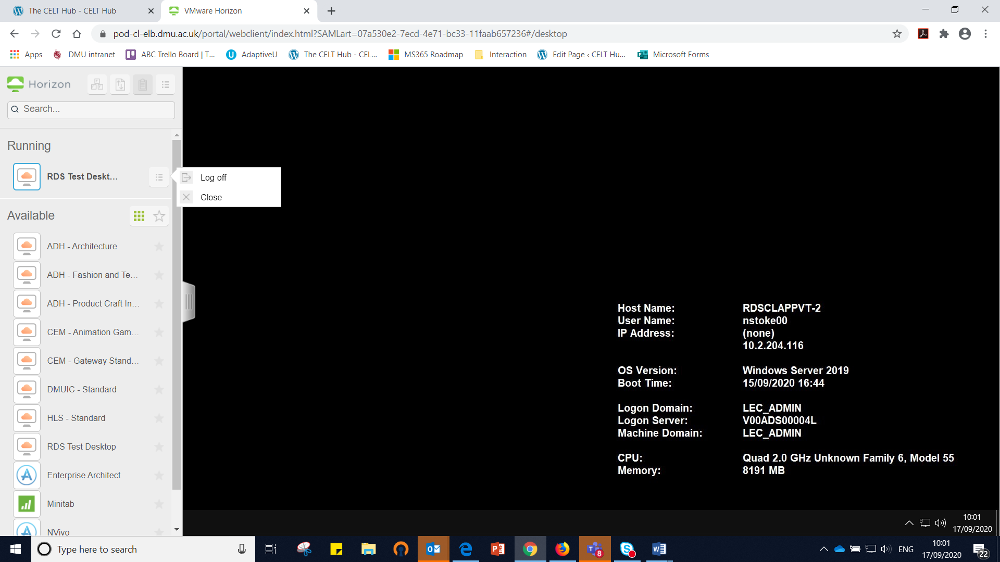 The CELT Hub - CELT Hub
VMware Horizon
pod-cl-elb.dmu.ac.uk/portal/webclient/index.html?SAMLart=07a530e2-7ecd-4e71-bc33-11faab657236#/desktop
Apps
DMU intranet
ABC Trello Board | T...
AdaptiveU
The CELT Hub - CEL...
MS365 Roadmap
Interaction
Edit Page ‹ CELT Hu...
Microsoft Forms
Horizon
Search...
Running
RDS Test Deskt...
Log off
Close
Available
ADH - Architecture
ADH - Fashion and Te...
ADH - Product Craft In...
CEM - Animation Gam...
CEM - Gateway Stand...
DMUIC - Standard
HLS - Standard
RDS Test Desktop
Enterprise Architect
Minitab
NVivo
Host Name: RDSCLAPPVT-2
User Name: nstoke00
IP Address: (none)
10.2.204.116
OS Version: Windows Server 2019
Boot Time: 15/09/2020 16:44
Logon Domain: LEC_ADMIN
Logon Server: V00ADS00004L
Machine Domain: LEC_ADMIN
CPU: Quad 2.0 GHz Unknown Family 6, Model 55
Memory: 8191 MB
10:01
17/09/2020
Type here to search
8
ENG
10:01
17/09/2020
22